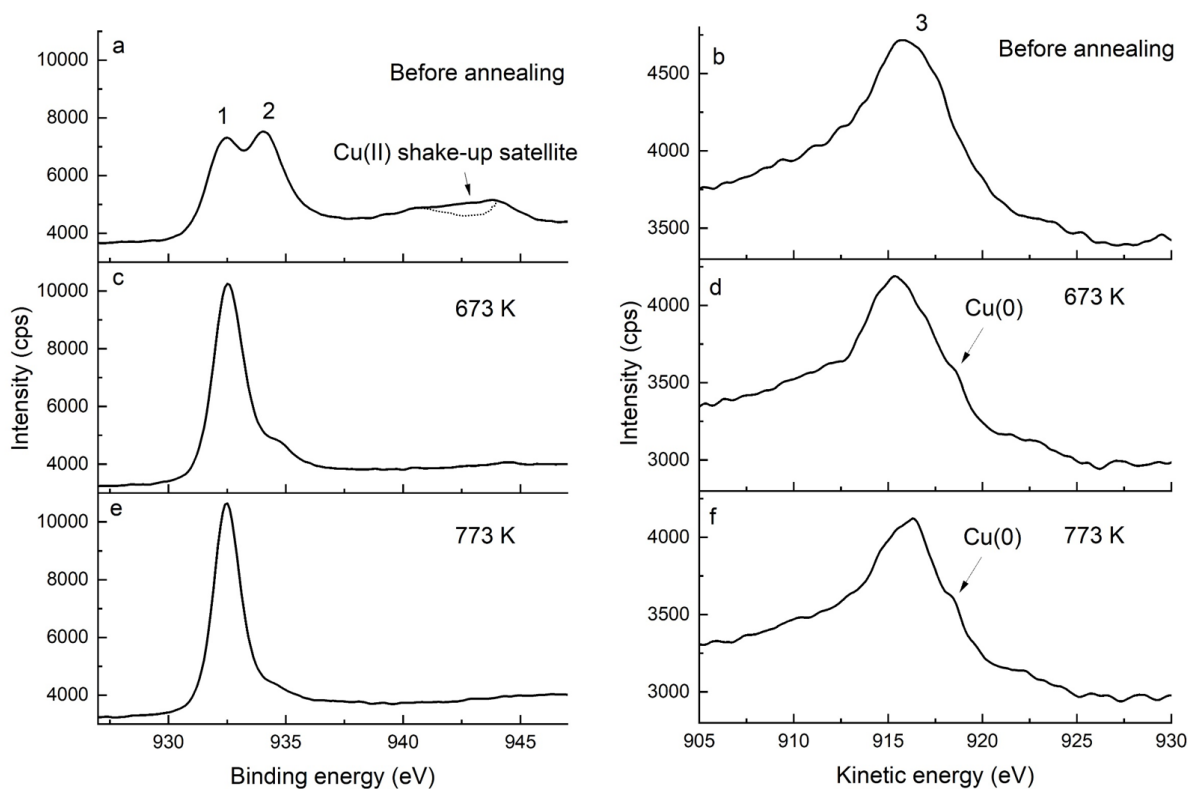 a
1
2
Before annealing
Cu(II) shake-up satellite
10000
8000
6000
4000
b
3
Before annealing
4500
4000
3500
c
673 K
10000
8000
6000
4000
d
673 K
Cu(0)
4000
3500
3000
e
773 K
10000
8000
6000
4000
f
773 K
Cu(0)
4000
3500
3000
Intensity (cps)
Intensity (cps)
930 935 940 945
Binding energy (eV)
905 910 915 920 925 930
Kinetic energy (eV)